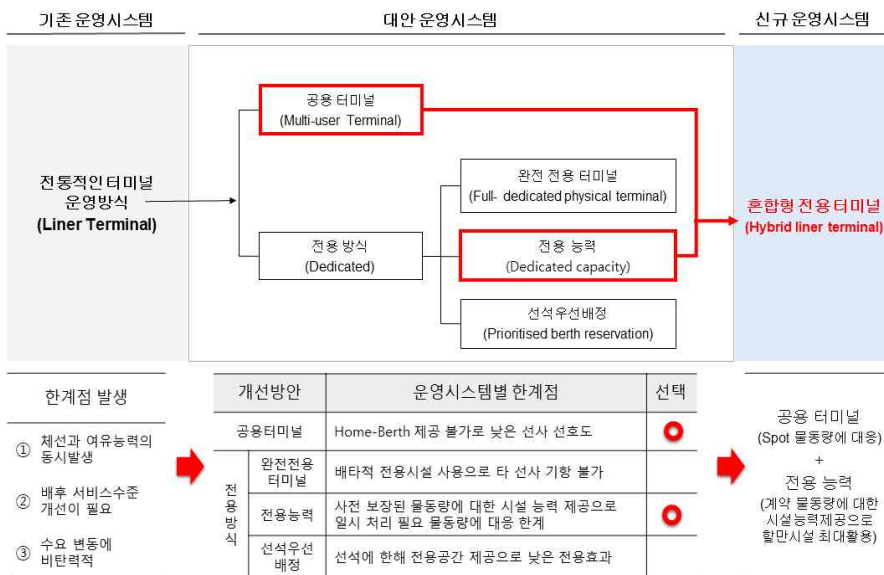 기존 운영시스템
대안 운영시스템
신규 운영시스템
전통적인 터미널
운영방식
(Liner Terminal)
공용 터미널
(Multi-user Terminal)
전용 방식
(Dedicated)
완전 전용 터미널
(Full- dedicated physical terminal)
전용 능력
(Dedicated capacity)
선석우선배정
(Prioritised berth reservation)
혼합형 전용터미널
(Hybrid liner terminal)
한계점 발생
① 체선과 여유능력의
동시발생
② 배후 서비스수준
개선이 필요
③ 수요 변동에
비탄력적
개선방안 운영시스템별 한계점 선택
공용터미널 Home-Berth 제공 불가로 낮은 선사 선호도
전용방식
완전전용
터미널
배타적 전용시설 사용으로 타 선사 기항 불가
전용능력
사전 보장된 물동량에 대한 시설 능력 제공으로
일시 처리 필요 물동량에 대응 한계
선석우선
배정
선석에 한해 전용공간 제공으로 낮은 전용효과
공용 터미널
(Spot 물동량에 대응)
+
전용 능력
(계약 물동량에 대한
시설능력제공으로
할만시설 최대활용)